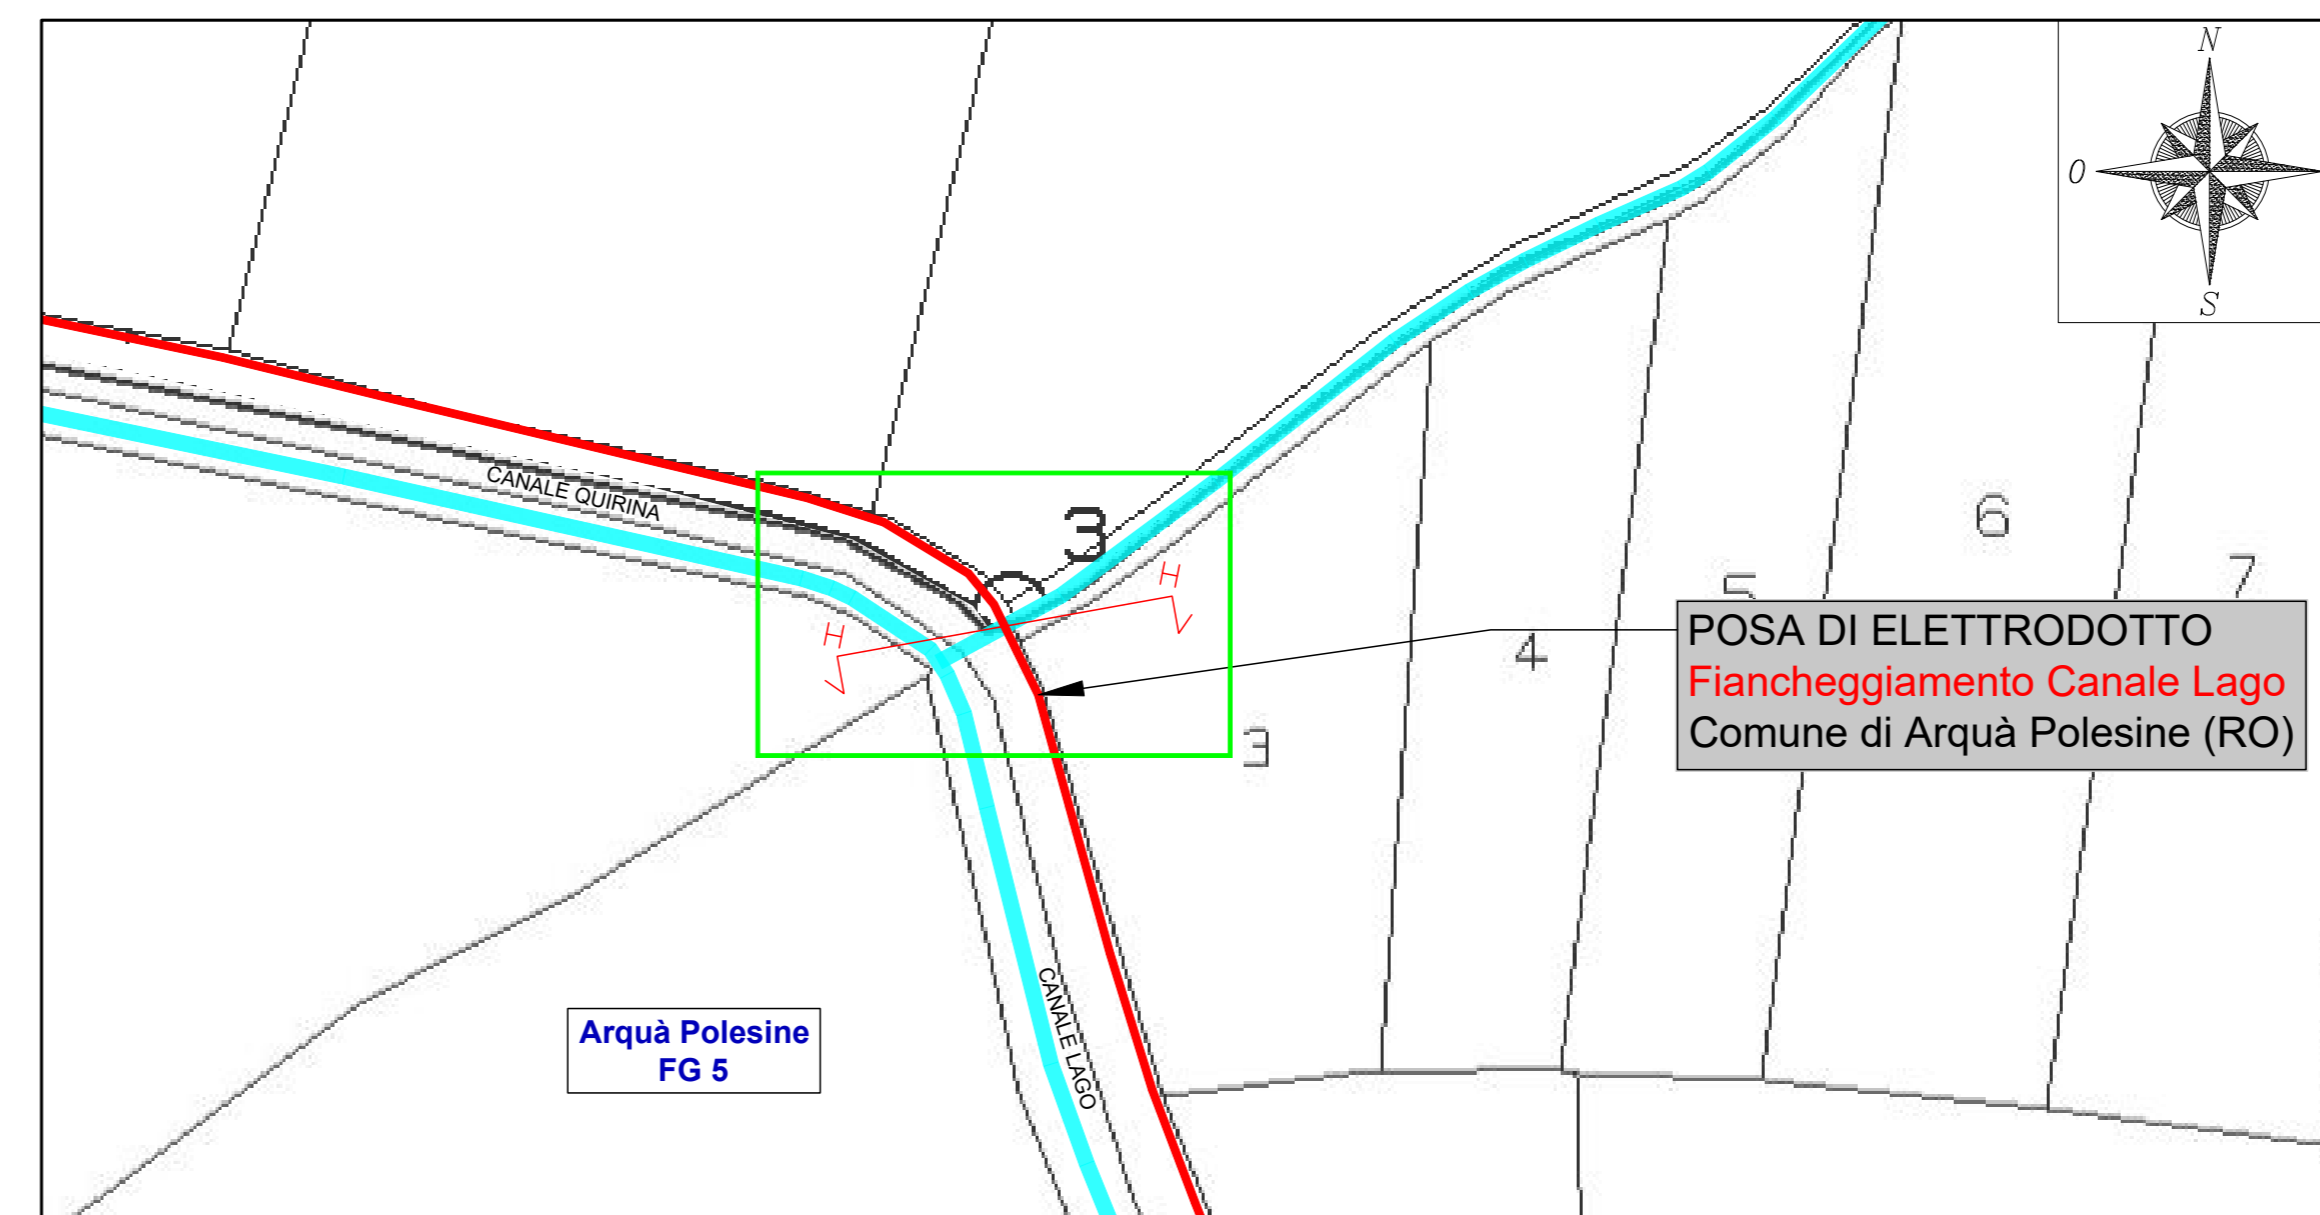 N
O
S
CANALE QUIRINA
3
H
H
6
5
7
4
POSA DI ELETTRODOTTO
Fiancheggiamento Canale Lago
Comune di Arquà Polesine (RO)
3
CANALE LAGO
Arquà Polesine
FG 5